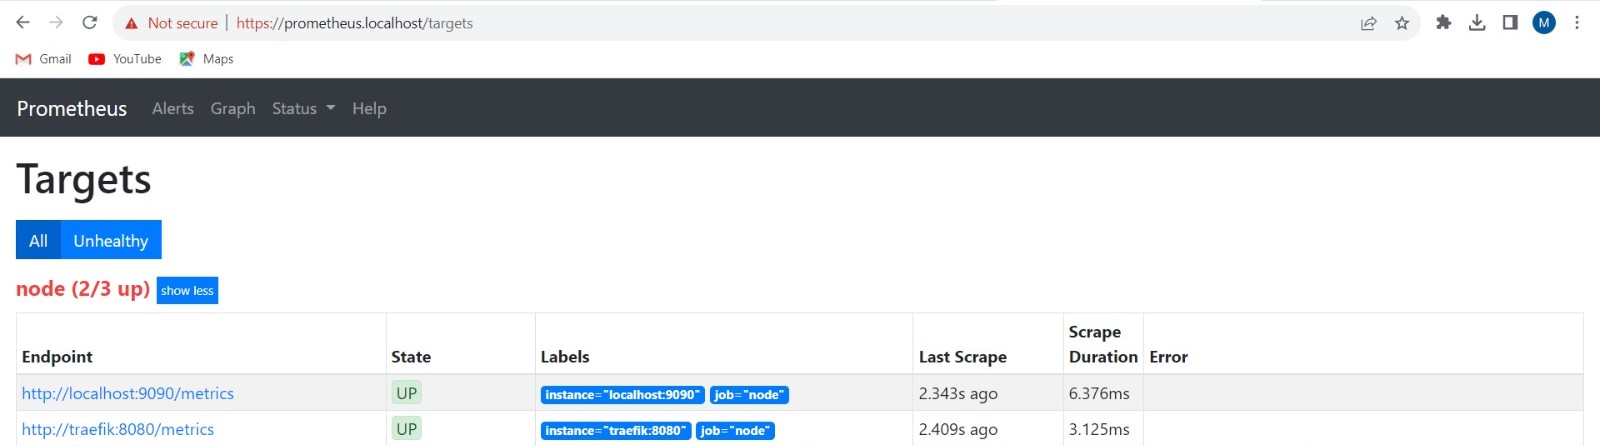 Not secure | https://prometheus.localhost/targets
M
Gmail YouTube Maps
Prometheus Alerts Graph Status Help
Targets
All Unhealthy
node (2/3 up) show less
Endpoint State Labels Last Scrape Scrape Duration Error
http://localhost:9090/metrics UP instance="localhost:9090" job="node" 2.343s ago 6.376ms
http://traefik:8080/metrics UP instance="traefik:8080" job="node" 2.409s ago 3.125ms